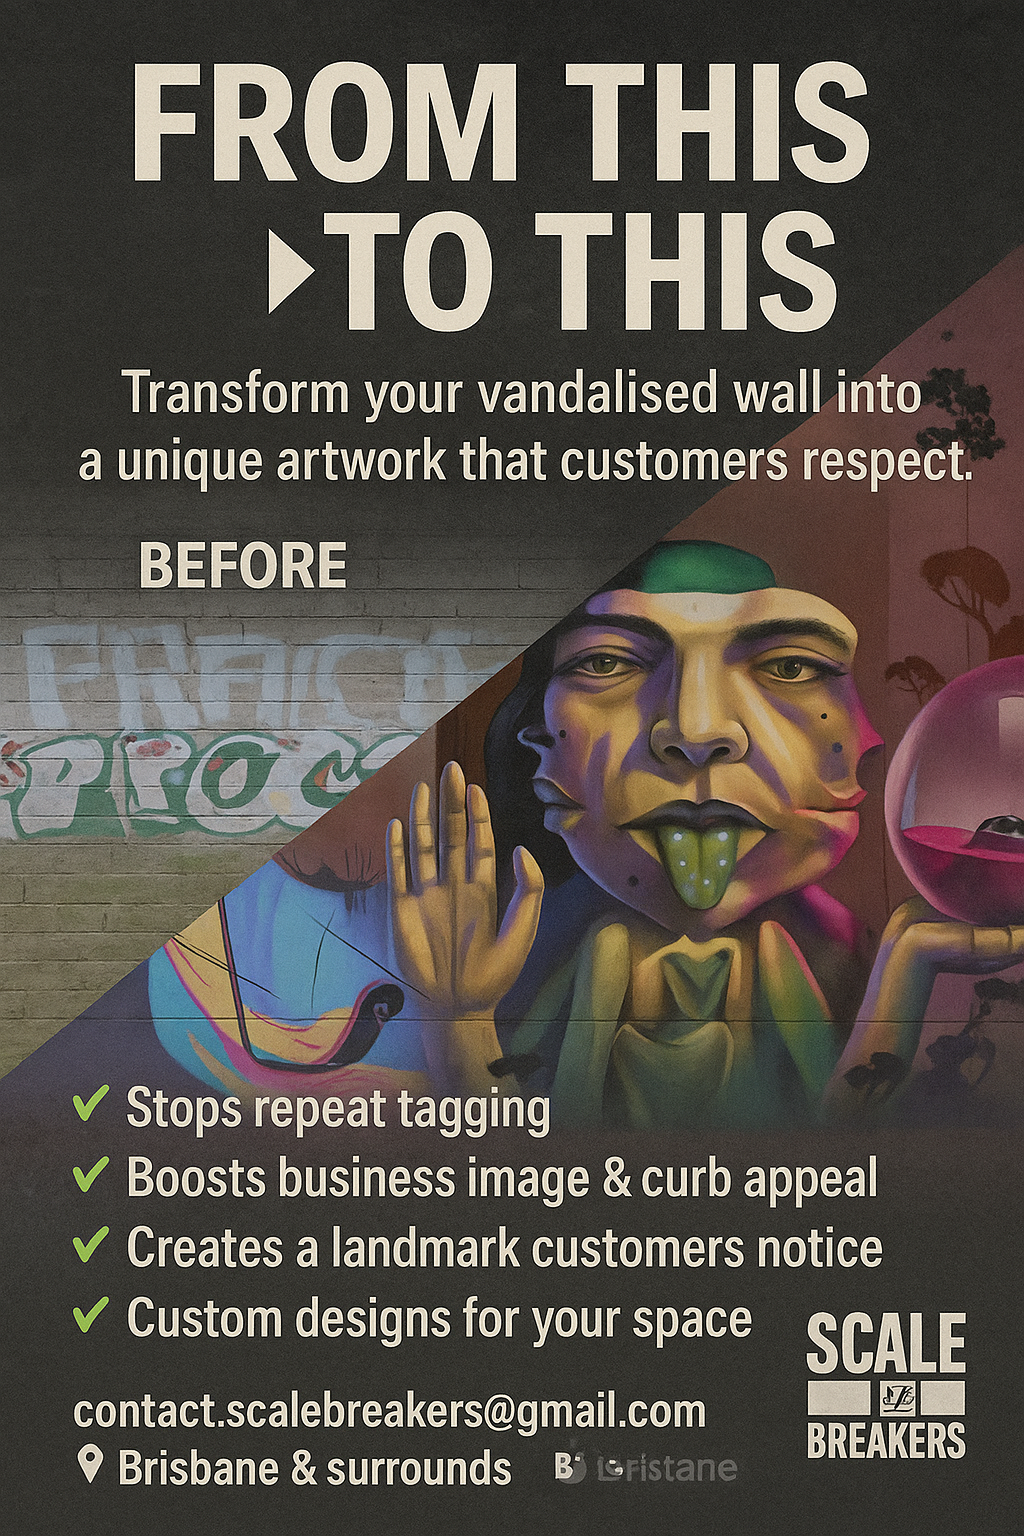 FROM THIS
TO THIS
Transform your vandalised wall into
a unique artwork that customers respect.
BEFORE
Stops repeat tagging
Boosts business image & curb appeal
Creates a landmark customers notice
Custom designs for your space
SCALE
BREAKERS
contact.scalebreakers@gmail.com
Brisbane & surrounds